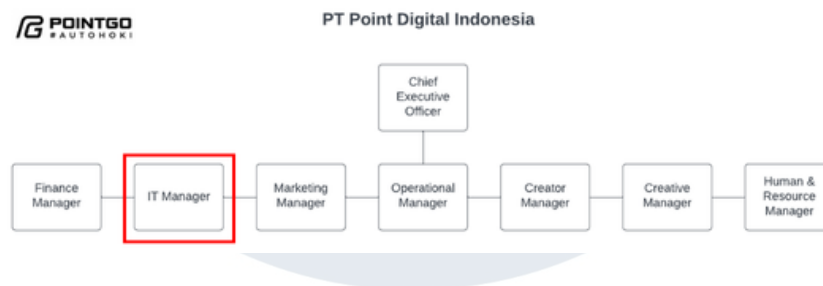 POINTGO
#AUTOHOKI
PT Point Digital Indonesia
Chief
Executive
Officer
Finance
Manager
IT Manager
Marketing
Manager
Operational
Manager
Creator
Manager
Creative
Manager
Human &
Resource
Manager